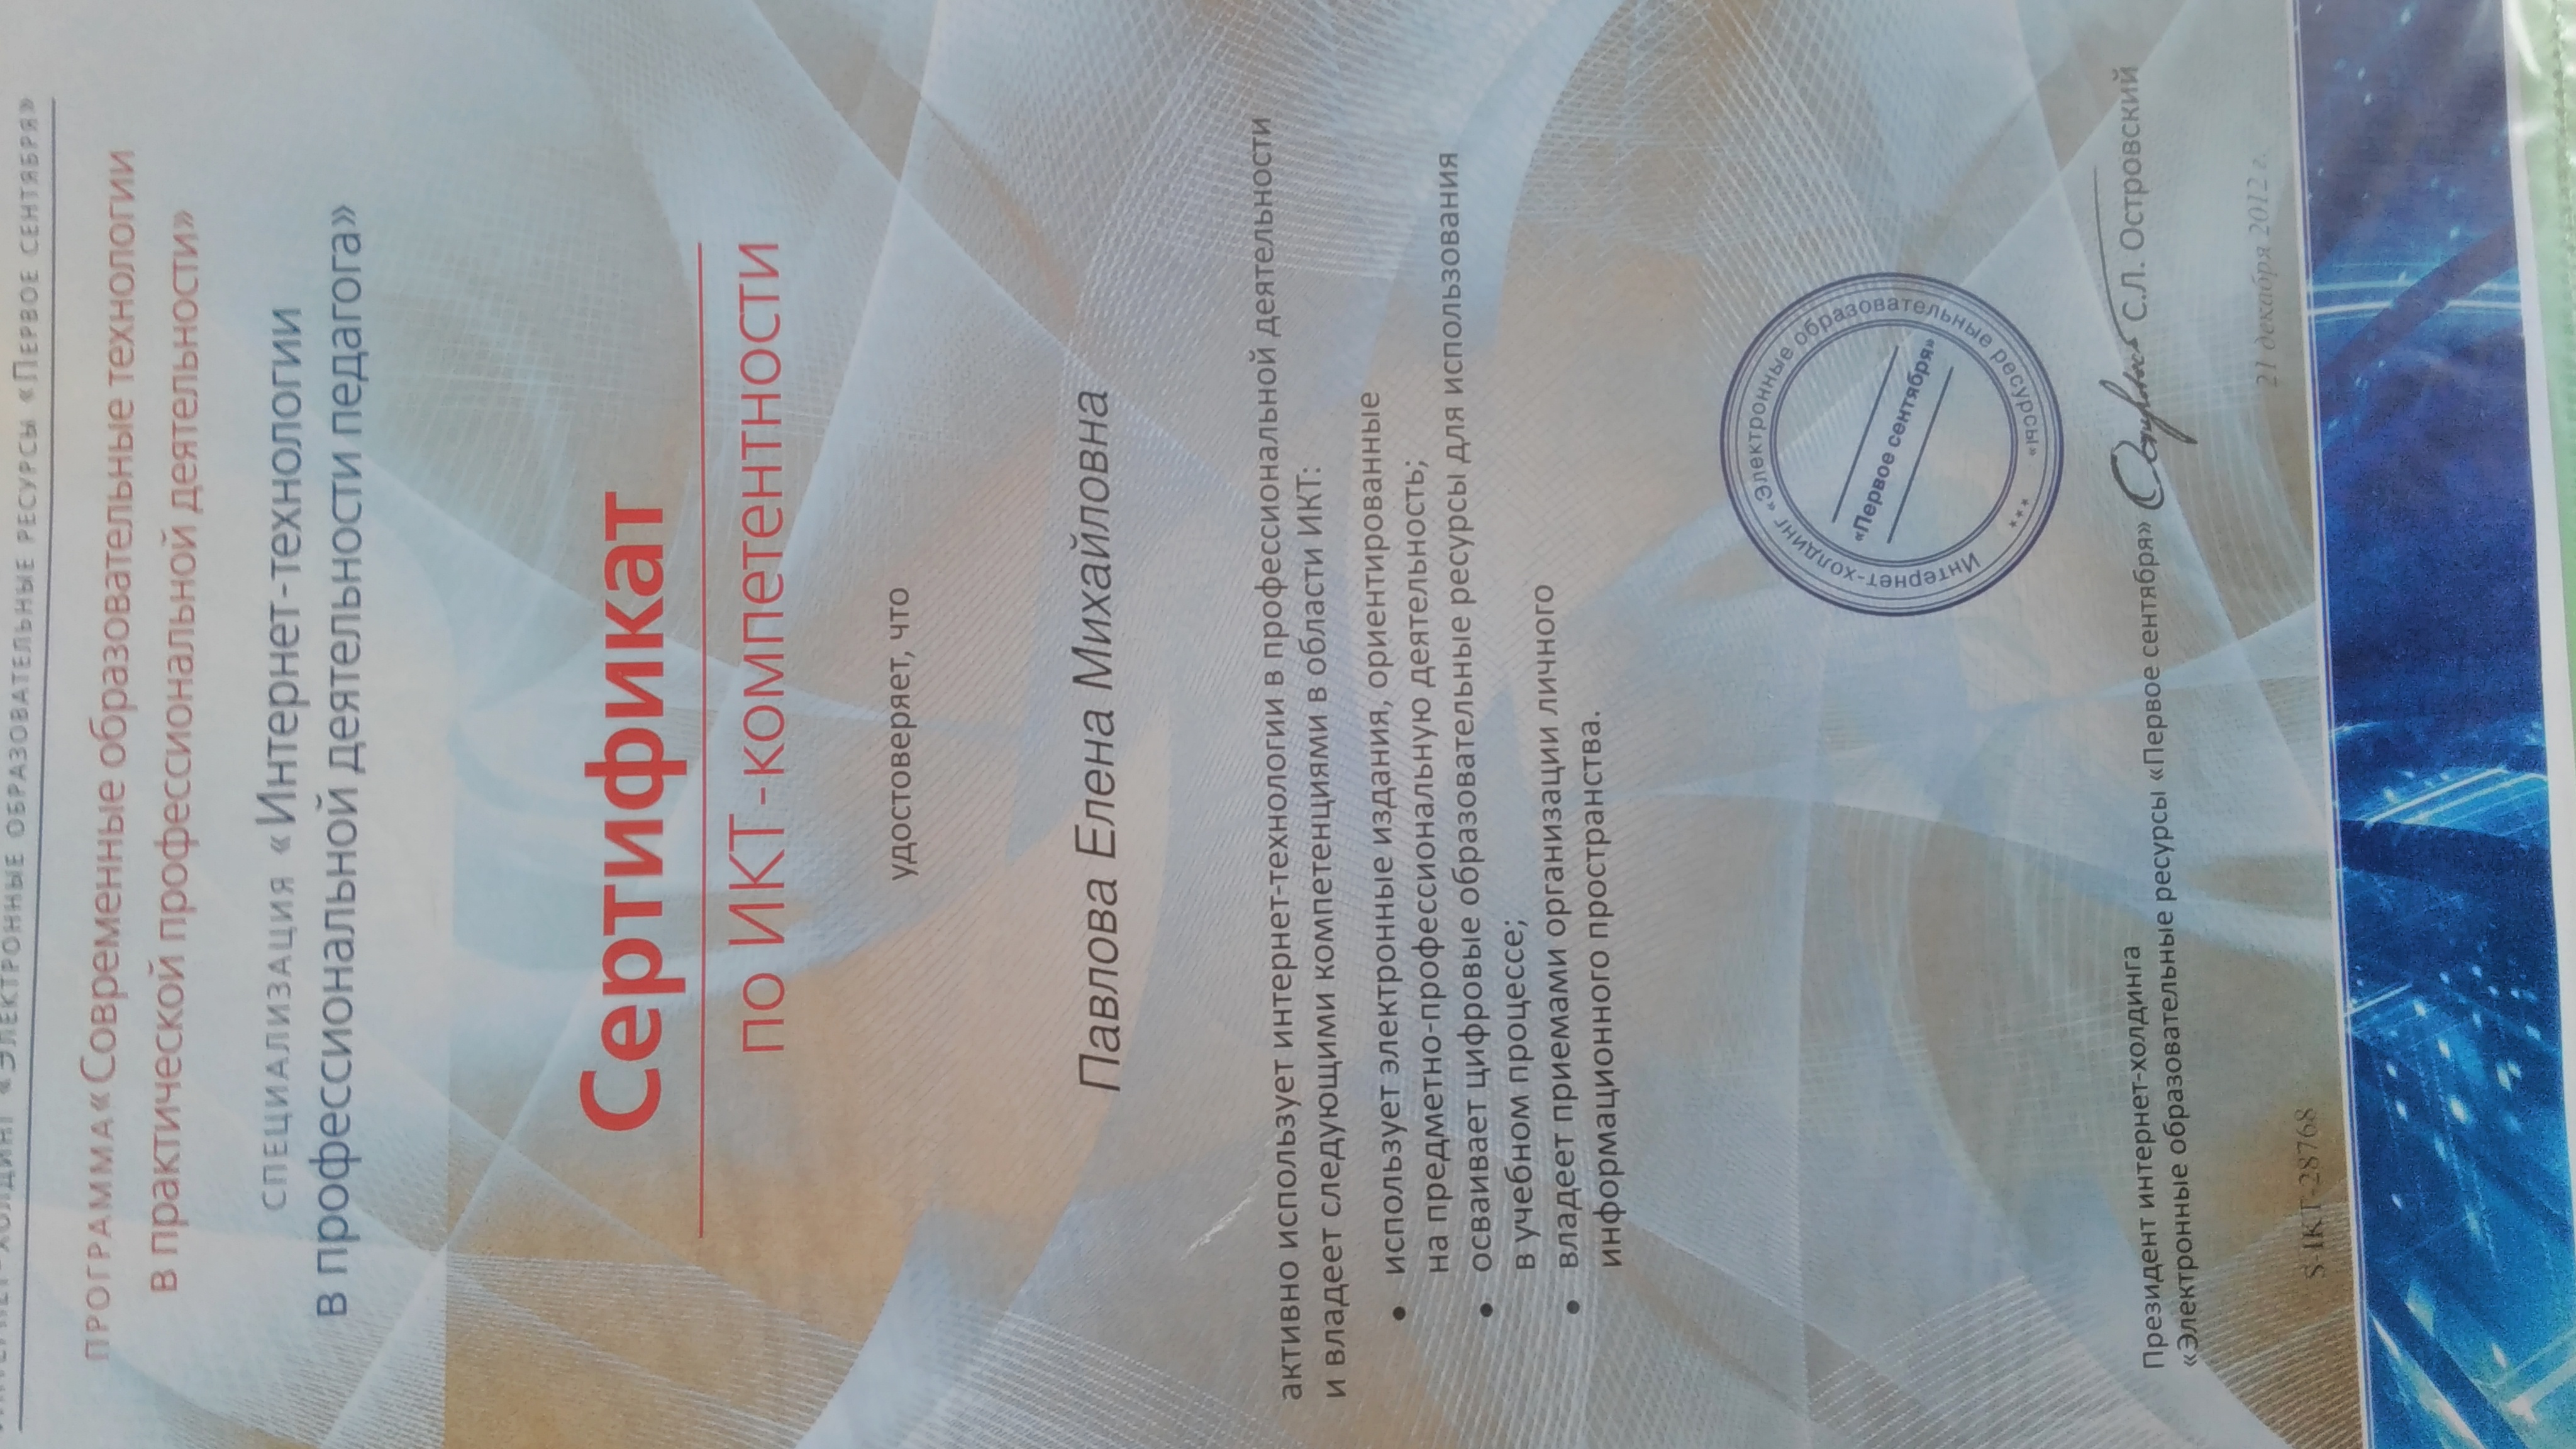 ИНТЕРНЕТ-ХОЛДИНГ «ЭЛЕКТРОННЫЕ ОБРАЗОВАТЕЛЬНЫЕ РЕСУРСЫ «ПЕРВОЕ СЕНТЯБРЯ»
ПРОГРАММА «Современные образовательные технологии
в практической профессиональной деятельности»
СПЕЦИАЛИЗАЦИЯ «Интернет-технологии
в профессиональной деятельности педагога»
Сертификат
по ИКТ-компетентности
удостоверяет, что
Павлова Елена Михайловна
активно использует интернет-технологии в профессиональной деятельности
и владеет следующими компетенциями в области ИКТ:
• использует электронные издания, ориентированные
на предметно-профессиональную деятельность;
• осваивает цифровые образовательные ресурсы для использования
в учебном процессе;
• владеет приемами организации личного
информационного пространства.
Интернет-холдинг «Электронные образовательные ресурсы» ***
«Первое сентября»
Президент интернет-холдинга
«Электронные образовательные ресурсы «Первое сентября» С.Л. Островский
S-IKT-28768 21 декабря 2012 г.